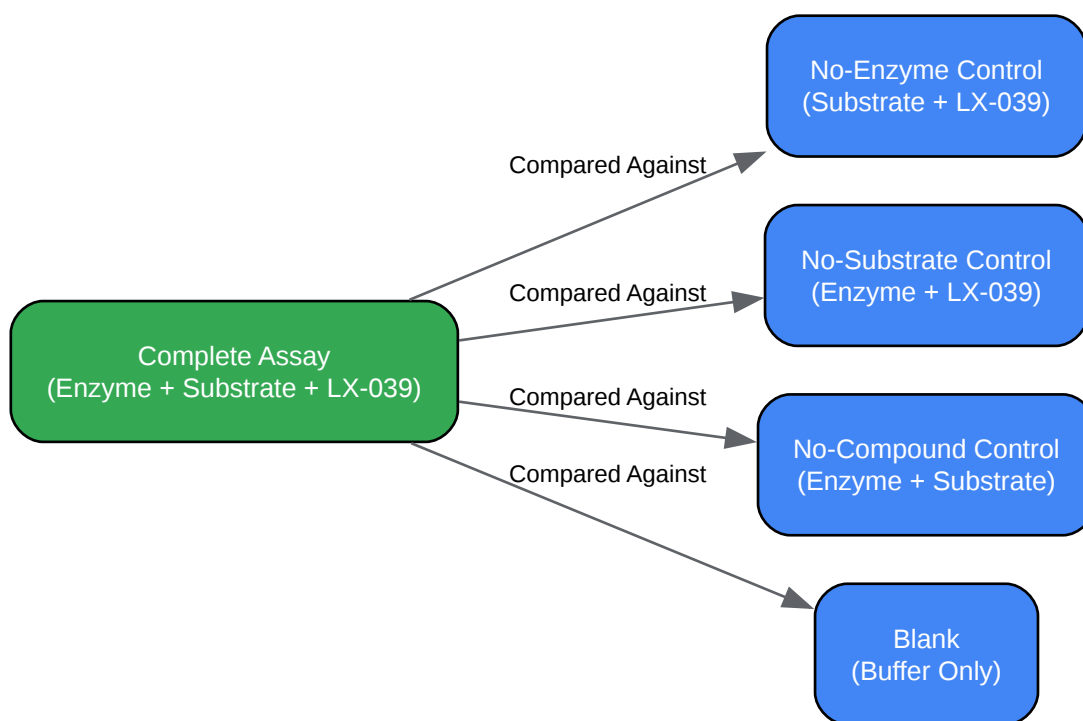 No-Enzyme Control
(Substrate + LX-039)
Compared Against
No-Substrate Control
(Enzyme + LX-039)
Compared Against
Complete Assay
(Enzyme + Substrate + LX-039)
Compared Against
No-Compound Control
(Enzyme + Substrate)
Compared Against
Blank
(Buffer Only)